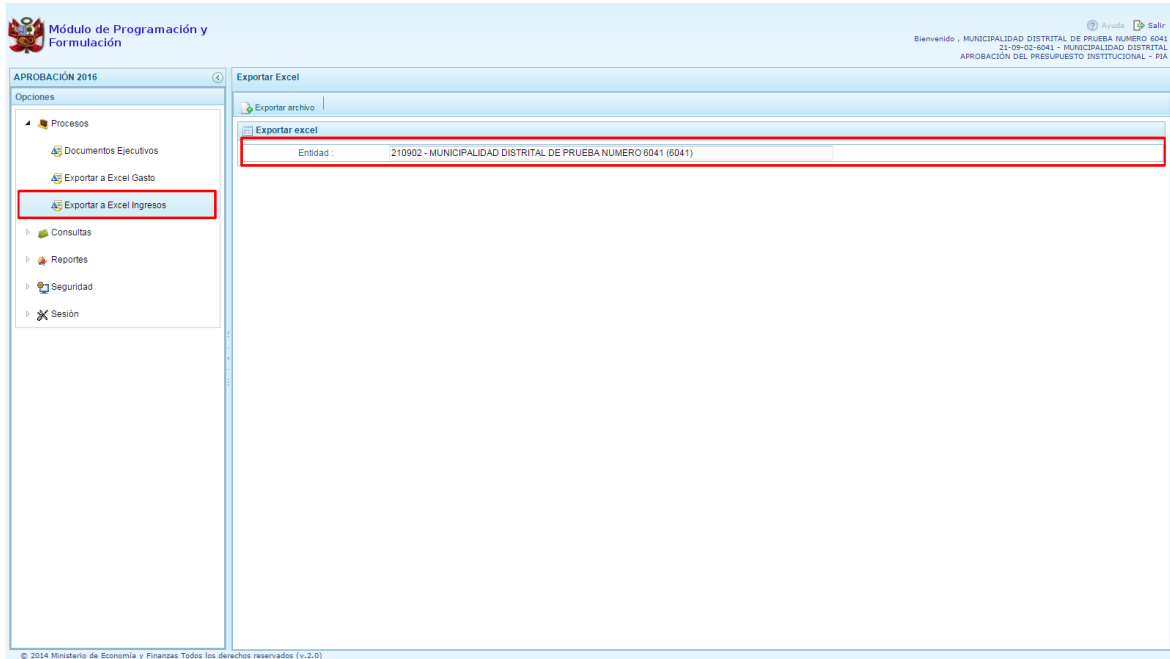 Módulo de Programación y
Formulación
Ayuda Salir
Bienvenido , MUNICIPALIDAD DISTRITAL DE PRUEBA NUMERO 6041
21-09-02-6041 - MUNICIPALIDAD DISTRITAL
APROBACIÓN DEL PRESUPUESTO INSTITUCIONAL - PIA
APROBACIÓN 2016
Opciones
Procesos
Documentos Ejecutivos
Exportar a Excel Gasto
Exportar a Excel Ingresos
Consultas
Reportes
Seguridad
Sesión
Exportar Excel
Exportar archivo
Exportar excel
Entidad : 210902 - MUNICIPALIDAD DISTRITAL DE PRUEBA NUMERO 6041 (6041)
© 2014 Ministerio de Economía y Finanzas Todos los derechos reservados (v.2.0)